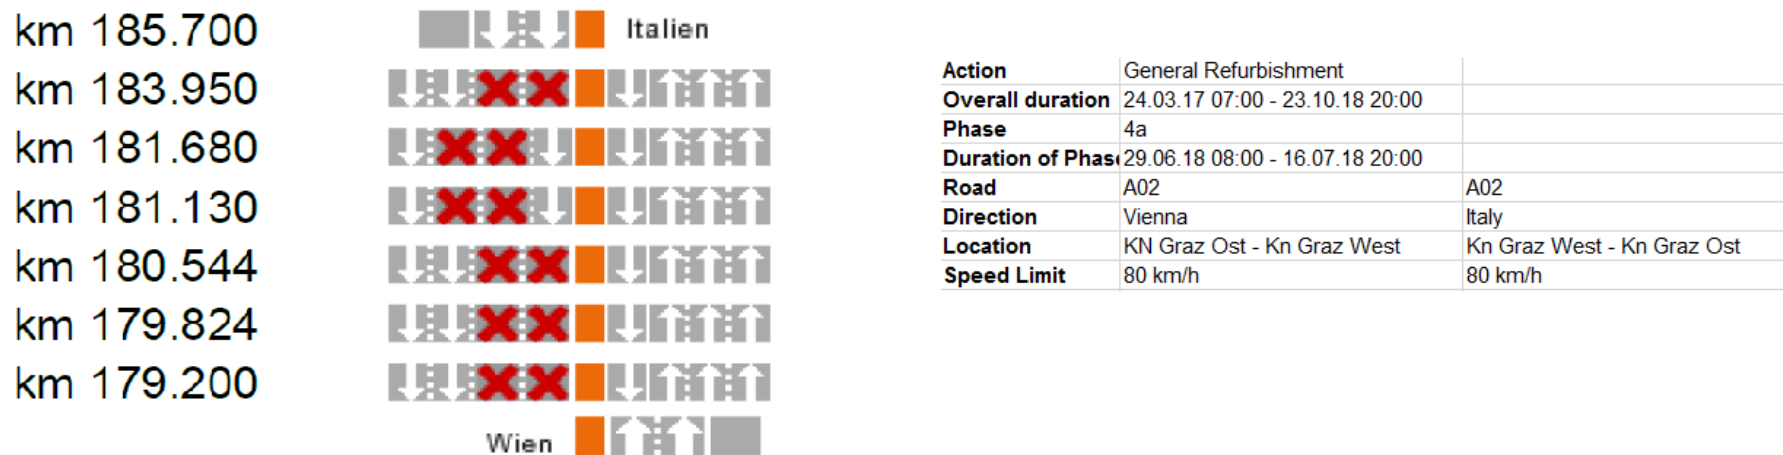 km 185.700 Italien
km 183.950
km 181.680
km 181.130
km 180.544
km 179.824
km 179.200
Wien
Action General Refurbishment
Overall duration 24.03.17 07:00 - 23.10.18 20:00
Phase 4a
Duration of Phas 29.06.18 08:00 - 16.07.18 20:00
Road A02 A02
Direction Vienna Italy
Location KN Graz Ost - Kn Graz West Kn Graz West - Kn Graz Ost
Speed Limit 80 km/h 80 km/h